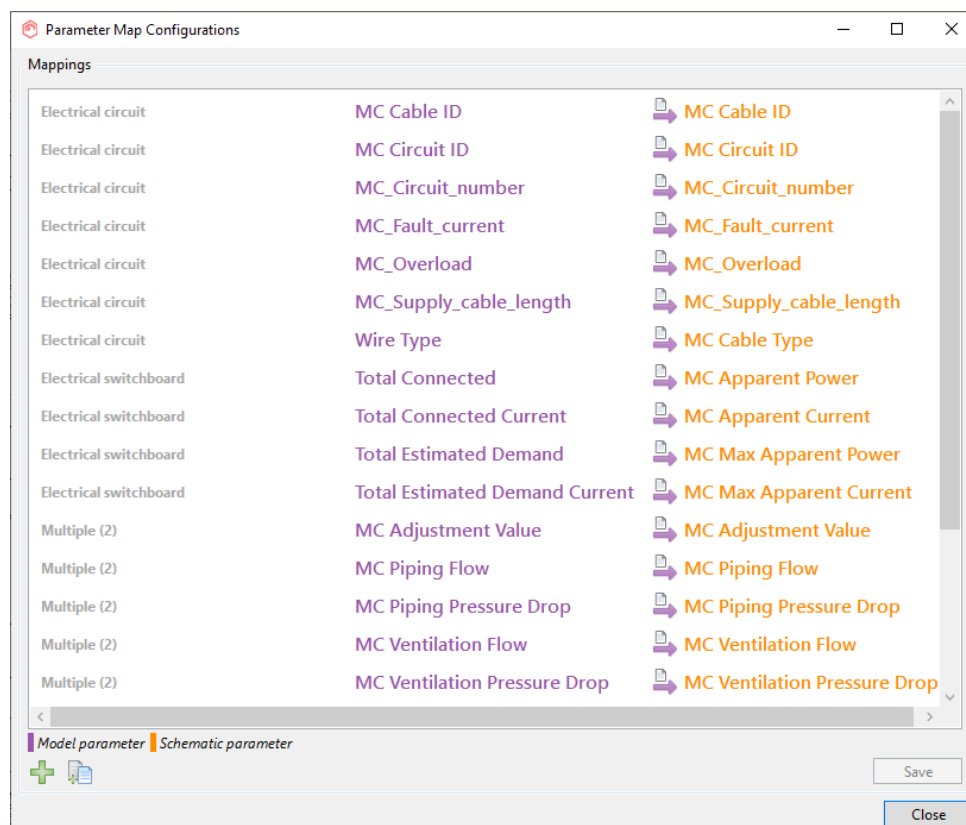 Parameter Map Configurations
Mappings
Electrical circuit MC Cable ID MC Cable ID
Electrical circuit MC Circuit ID MC Circuit ID
Electrical circuit MC_Circuit_number MC_Circuit_number
Electrical circuit MC_Fault_current MC_Fault_current
Electrical circuit MC_Overload MC_Overload
Electrical circuit MC_Supply_cable_length MC_Supply_cable_length
Electrical circuit Wire Type MC Cable Type
Electrical switchboard Total Connected MC Apparent Power
Electrical switchboard Total Connected Current MC Apparent Current
Electrical switchboard Total Estimated Demand MC Max Apparent Power
Electrical switchboard Total Estimated Demand Current MC Max Apparent Current
Multiple (2) MC Adjustment Value MC Adjustment Value
Multiple (2) MC Piping Flow MC Piping Flow
Multiple (2) MC Piping Pressure Drop MC Piping Pressure Drop
Multiple (2) MC Ventilation Flow MC Ventilation Flow
Multiple (2) MC Ventilation Pressure Drop MC Ventilation Pressure Drop
Model parameter Schematic parameter
Save
Close